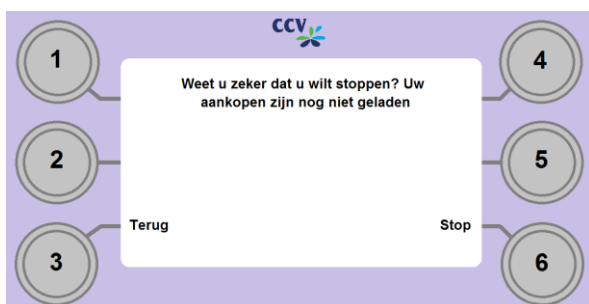 CCV
1
4
Weet u zeker dat u wilt stoppen? Uw
aankopen zijn nog niet geladen
2
5
Terug
Stop
3
6